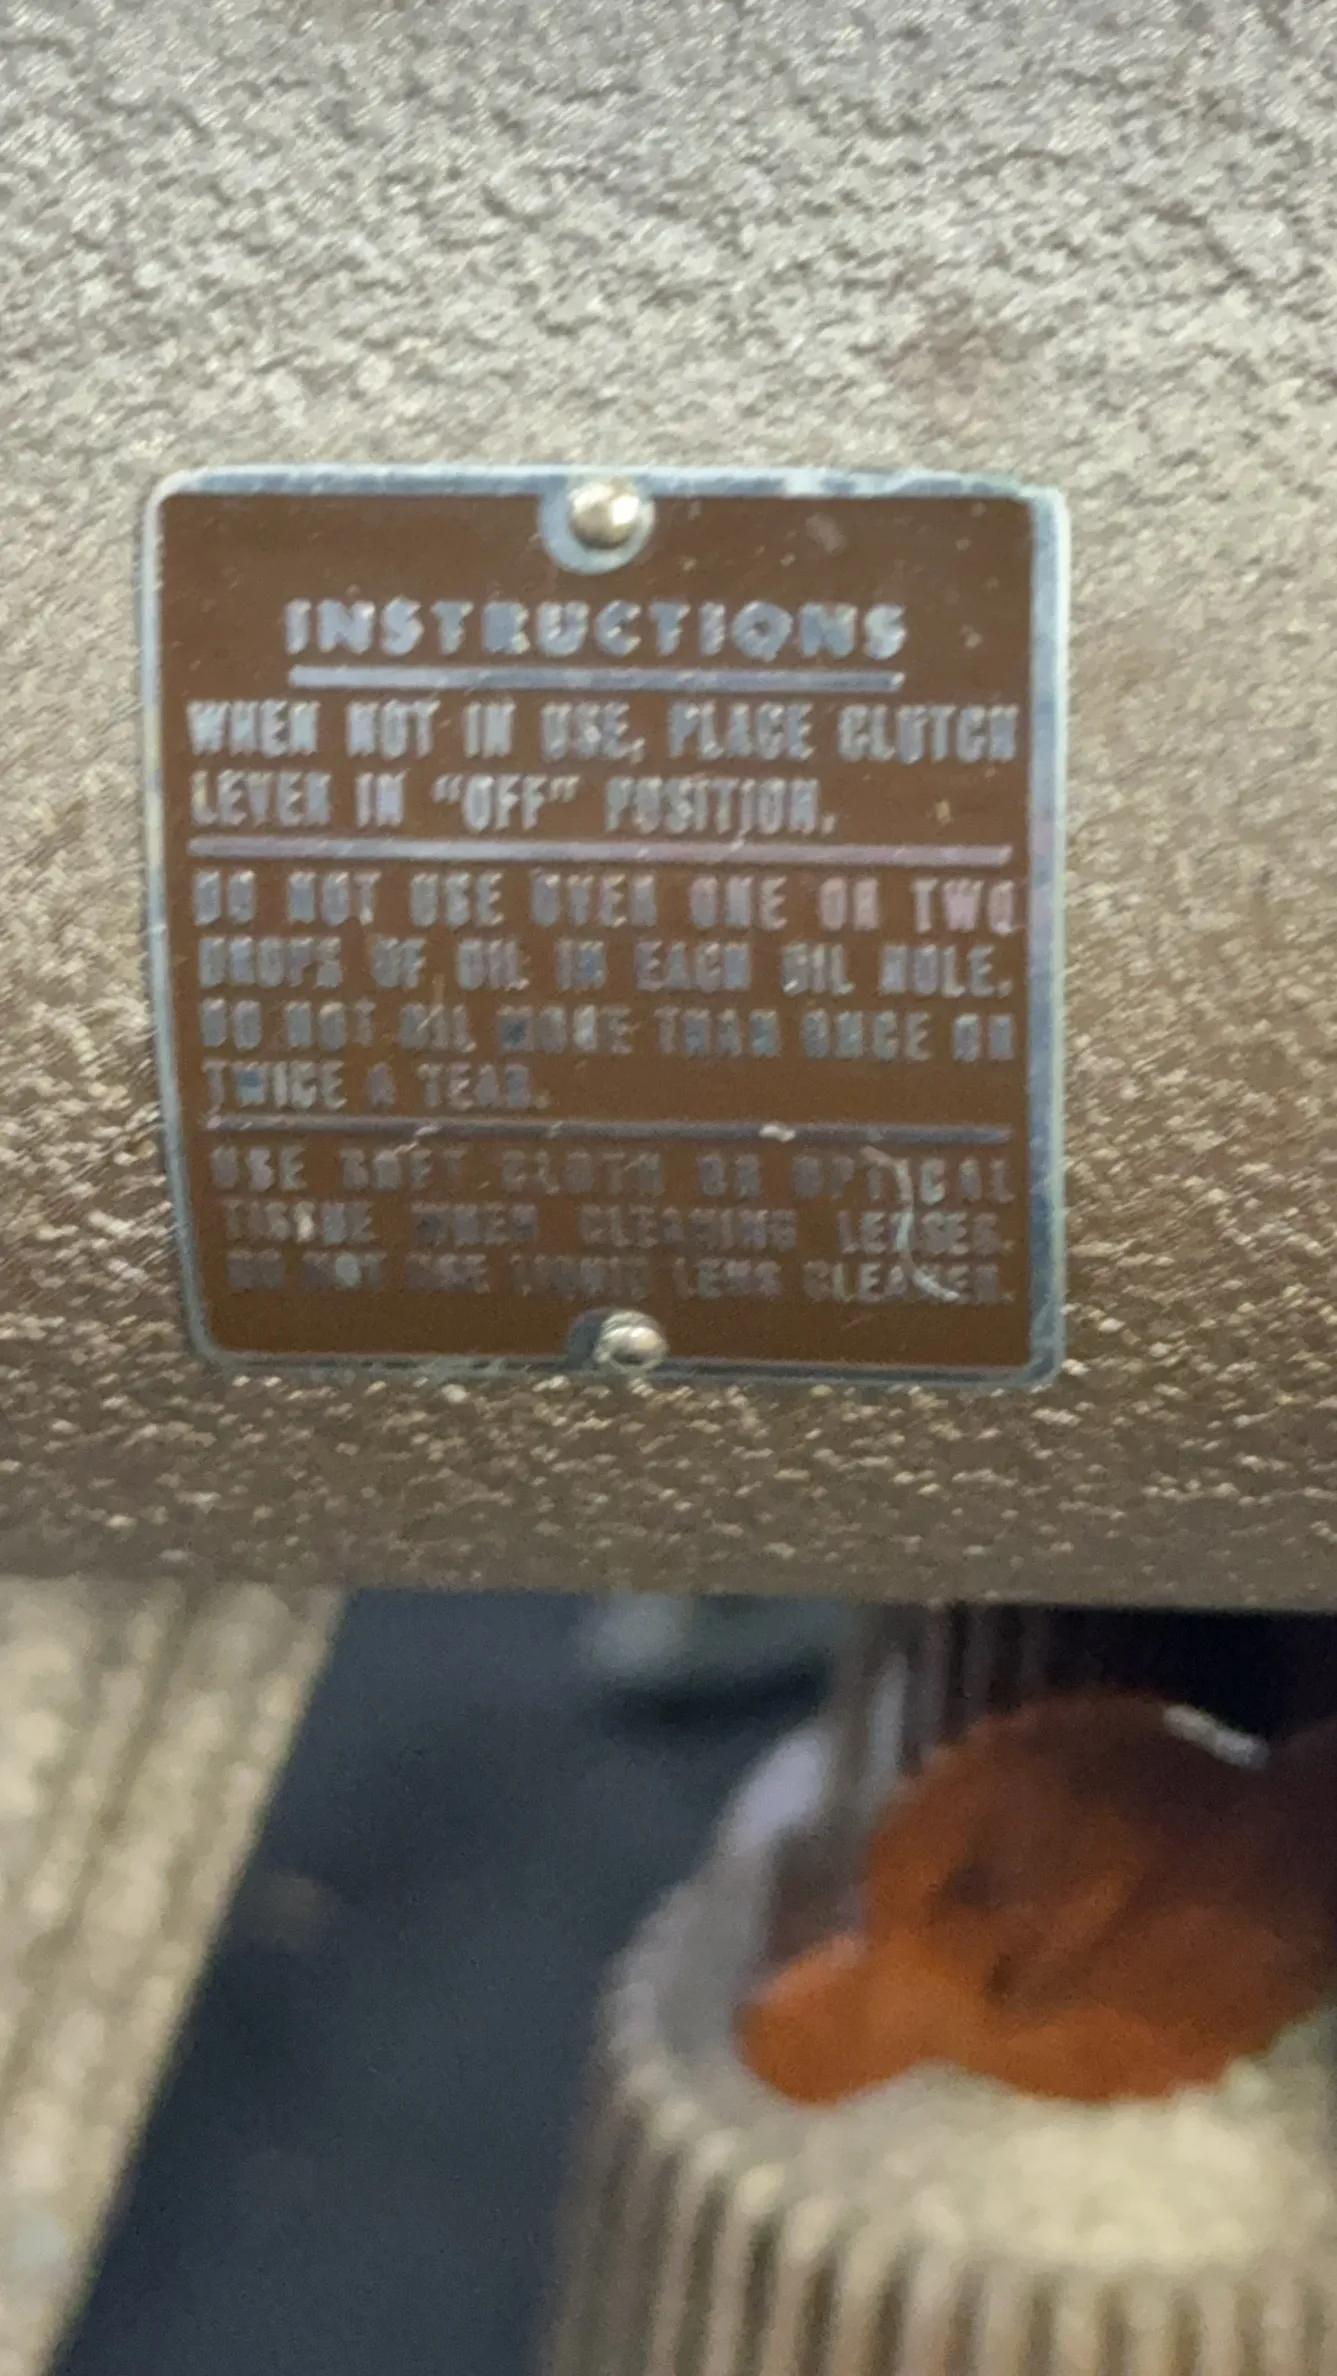 INSTRUCTIONS
WHEN NOT IN USE, PLACE CLUTCH
LEVER IN "OFF" POSITION.
DO NOT USE OVER ONE OR TWO
DROPS OF OIL IN EACH OIL HOLE.
DO NOT OIL MORE THAN ONCE OR
TWICE A YEAR.
USE SOFT CLOTH OR OPTICAL
TISSUE WHEN CLEANING LENSES.
DO NOT USE LIQUID LENS CLEANER.